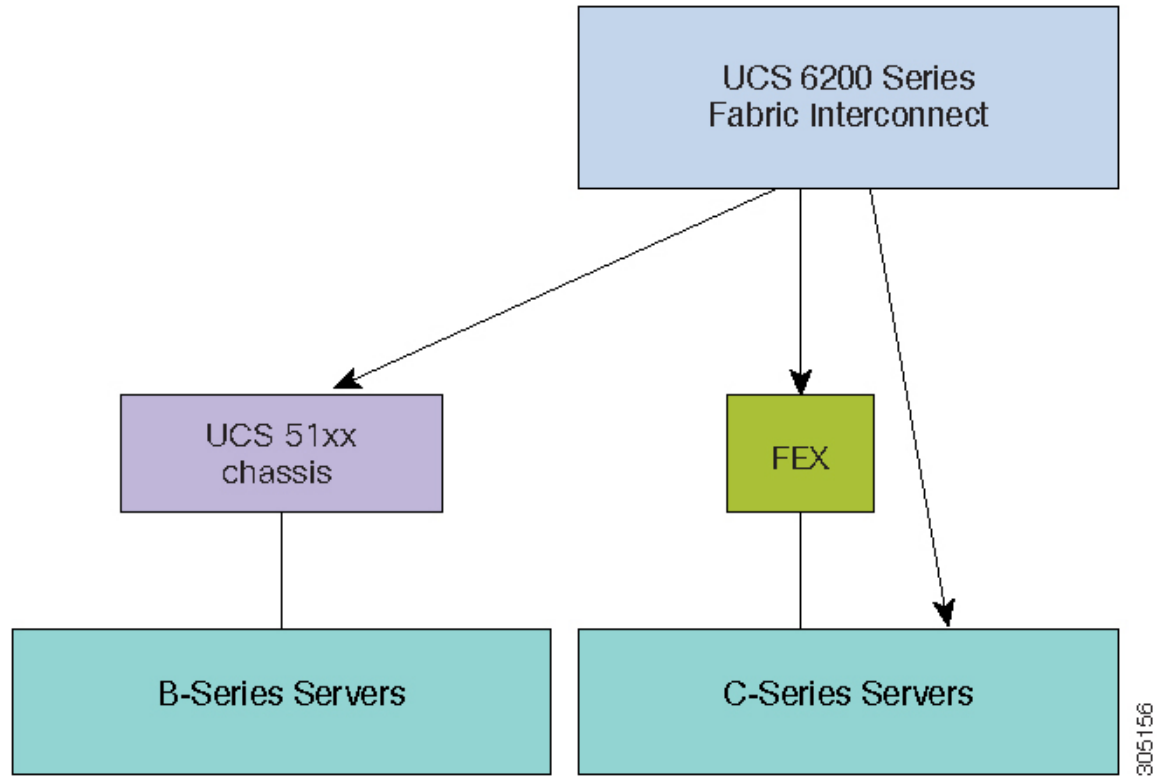 UCS 6200 Series
Fabric Interconnect
UCS 51xx
chassis
FEX
B-Series Servers
C-Series Servers
305156